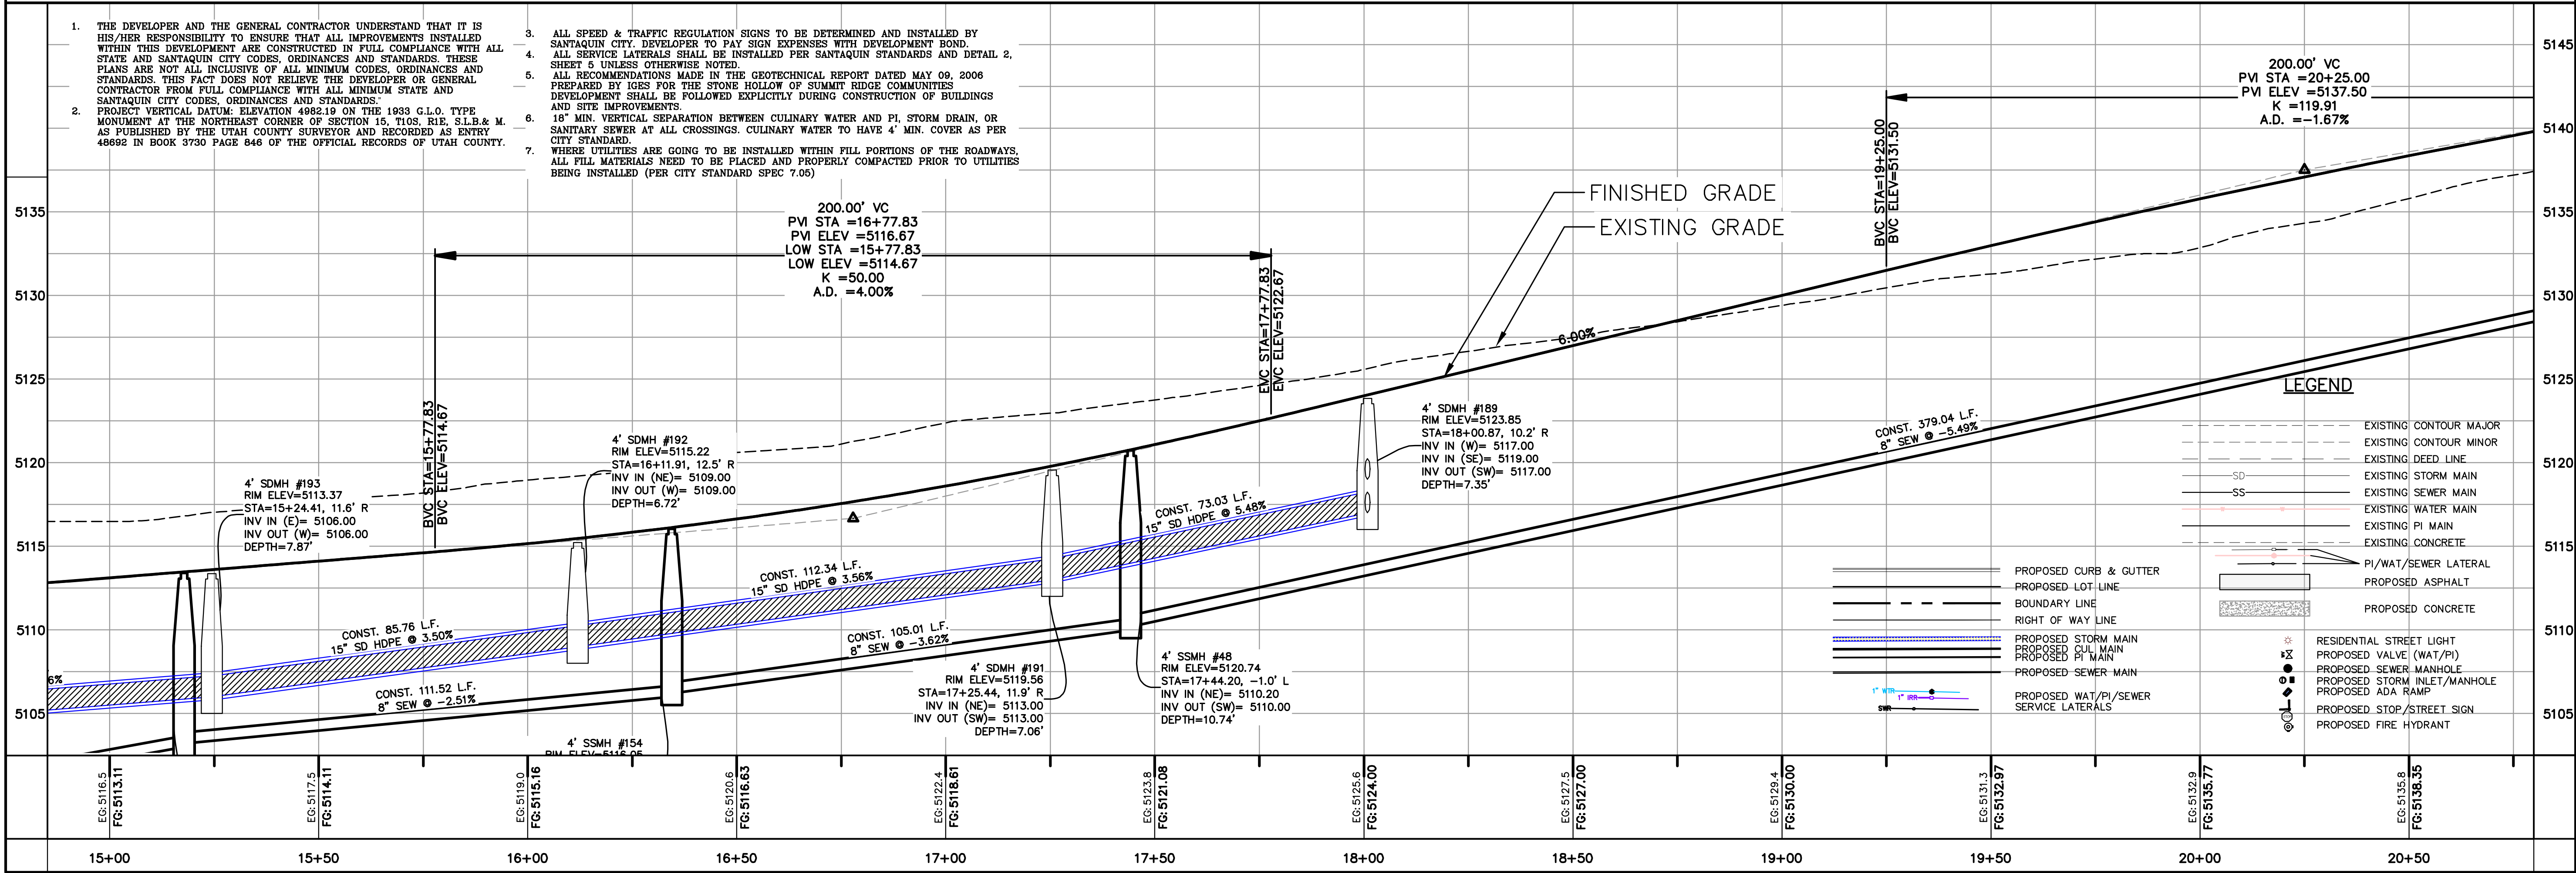 1. THE DEVELOPER AND THE GENERAL CONTRACTOR UNDERSTAND THAT IT IS
HIS/HER RESPONSIBILITY TO ENSURE THAT ALL IMPROVEMENTS INSTALLED
WITHIN THIS DEVELOPMENT ARE CONSTRUCTED IN FULL COMPLIANCE WITH ALL
STATE AND SANTAQUIN CITY CODES, ORDINANCES AND STANDARDS. THESE
PLANS ARE NOT ALL INCLUSIVE OF ALL MINIMUM CODES, ORDINANCES AND
STANDARDS. THIS FACT DOES NOT RELIEVE THE DEVELOPER OR GENERAL
CONTRACTOR FROM FULL COMPLIANCE WITH ALL MINIMUM STATE AND
SANTAQUIN CITY CODES, ORDINANCES AND STANDARDS."
2. PROJECT VERTICAL DATUM: ELEVATION 4982.19 ON THE 1933 G.L.O. TYPE
MONUMENT AT THE NORTHEAST CORNER OF SECTION 15, T10S, R1E, S.L.B.& M.
AS PUBLISHED BY THE UTAH COUNTY SURVEYOR AND RECORDED AS ENTRY
48692 IN BOOK 3730 PAGE 846 OF THE OFFICIAL RECORDS OF UTAH COUNTY.
3. ALL SPEED & TRAFFIC REGULATION SIGNS TO BE DETERMINED AND INSTALLED BY
SANTAQUIN CITY. DEVELOPER TO PAY SIGN EXPENSES WITH DEVELOPMENT BOND.
4. ALL SERVICE LATERALS SHALL BE INSTALLED PER SANTAQUIN STANDARDS AND DETAIL 2,
SHEET 5 UNLESS OTHERWISE NOTED.
5. ALL RECOMMENDATIONS MADE IN THE GEOTECHNICAL REPORT DATED MAY 09, 2006
PREPARED BY IGES FOR THE STONE HOLLOW OF SUMMIT RIDGE COMMUNITIES
DEVELOPMENT SHALL BE FOLLOWED EXPLICITLY DURING CONSTRUCTION OF BUILDINGS
AND SITE IMPROVEMENTS.
6. 18" MIN. VERTICAL SEPARATION BETWEEN CULINARY WATER AND PI, STORM DRAIN, OR
SANITARY SEWER AT ALL CROSSINGS. CULINARY WATER TO HAVE 4' MIN. COVER AS PER
CITY STANDARD.
7. WHERE UTILITIES ARE GOING TO BE INSTALLED WITHIN FILL PORTIONS OF THE ROADWAYS,
ALL FILL MATERIALS NEED TO BE PLACED AND PROPERLY COMPACTED PRIOR TO UTILITIES
BEING INSTALLED (PER CITY STANDARD SPEC 7.05)
5135
5130
5125
5120
5115
5110
5105
5145
5140
5135
5130
5125
5120
5115
5110
5105
200.00' VC
PVI STA =16+77.83
PVI ELEV =5116.67
LOW STA =15+77.83
LOW ELEV =5114.67
K =50.00
A.D. =4.00%
BVC STA=15+77.83
BVC ELEV=5114.67
EVC STA=17+77.83
EVC ELEV=5122.67
200.00' VC
PVI STA =20+25.00
PVI ELEV =5137.50
K =119.91
A.D. =-1.67%
BVC STA=19+25.00
BVC ELEV=5131.50
FINISHED GRADE
EXISTING GRADE
6.00%
4' SDMH #193
RIM ELEV=5113.37
STA=15+24.41, 11.6' R
INV IN (E)= 5106.00
INV OUT (W)= 5106.00
DEPTH=7.87'
4' SDMH #192
RIM ELEV=5115.22
STA=16+11.91, 12.5' R
INV IN (NE)= 5109.00
INV OUT (W)= 5109.00
DEPTH=6.72'
4' SDMH #189
RIM ELEV=5123.85
STA=18+00.87, 10.2' R
INV IN (W)= 5117.00
INV IN (SE)= 5119.00
INV OUT (SW)= 5117.00
DEPTH=7.35'
4' SDMH #191
RIM ELEV=5119.56
STA=17+25.44, 11.9' R
INV IN (NE)= 5113.00
INV OUT (SW)= 5113.00
DEPTH=7.06'
4' SSMH #48
RIM ELEV=5120.74
STA=17+44.20, -1.0' L
INV IN (NE)= 5110.20
INV OUT (SW)= 5110.00
DEPTH=10.74'
4' SSMH #154
RIM ELEV=5116.05
6%
CONST. 85.76 L.F.
15" SD HDPE @ 3.50%
CONST. 112.34 L.F.
15" SD HDPE @ 3.56%
CONST. 73.03 L.F.
15" SD HDPE @ 5.48%
CONST. 111.52 L.F.
8" SEW @ -2.51%
CONST. 105.01 L.F.
8" SEW @ -3.62%
CONST. 379.04 L.F.
8" SEW @ -5.49%
LEGEND
EXISTING CONTOUR MAJOR
EXISTING CONTOUR MINOR
EXISTING DEED LINE
SD EXISTING STORM MAIN
SS EXISTING SEWER MAIN
EXISTING WATER MAIN
EXISTING PI MAIN
EXISTING CONCRETE
PI/WAT/SEWER LATERAL
PROPOSED ASPHALT
PROPOSED CONCRETE
PROPOSED CURB & GUTTER
PROPOSED LOT LINE
BOUNDARY LINE
RIGHT OF WAY LINE
PROPOSED STORM MAIN
PROPOSED CUL MAIN
PROPOSED PI MAIN
PROPOSED SEWER MAIN
1" WTR
1" IRR
SWR
PROPOSED WAT/PI/SEWER
SERVICE LATERALS
RESIDENTIAL STREET LIGHT
PROPOSED VALVE (WAT/PI)
PROPOSED SEWER MANHOLE
PROPOSED STORM INLET/MANHOLE
PROPOSED ADA RAMP
PROPOSED STOP/STREET SIGN
PROPOSED FIRE HYDRANT
EG: 5116.5
FG: 5113.11
EG: 5117.5
FG: 5114.11
EG: 5119.0
FG: 5115.16
EG: 5120.6
FG: 5116.63
EG: 5122.4
FG: 5118.61
EG: 5123.8
FG: 5121.08
EG: 5125.6
FG: 5124.00
EG: 5127.5
FG: 5127.00
EG: 5129.4
FG: 5130.00
EG: 5131.3
FG: 5132.97
EG: 5132.9
FG: 5135.77
EG: 5135.8
FG: 5138.35
15+00
15+50
16+00
16+50
17+00
17+50
18+00
18+50
19+00
19+50
20+00
20+50